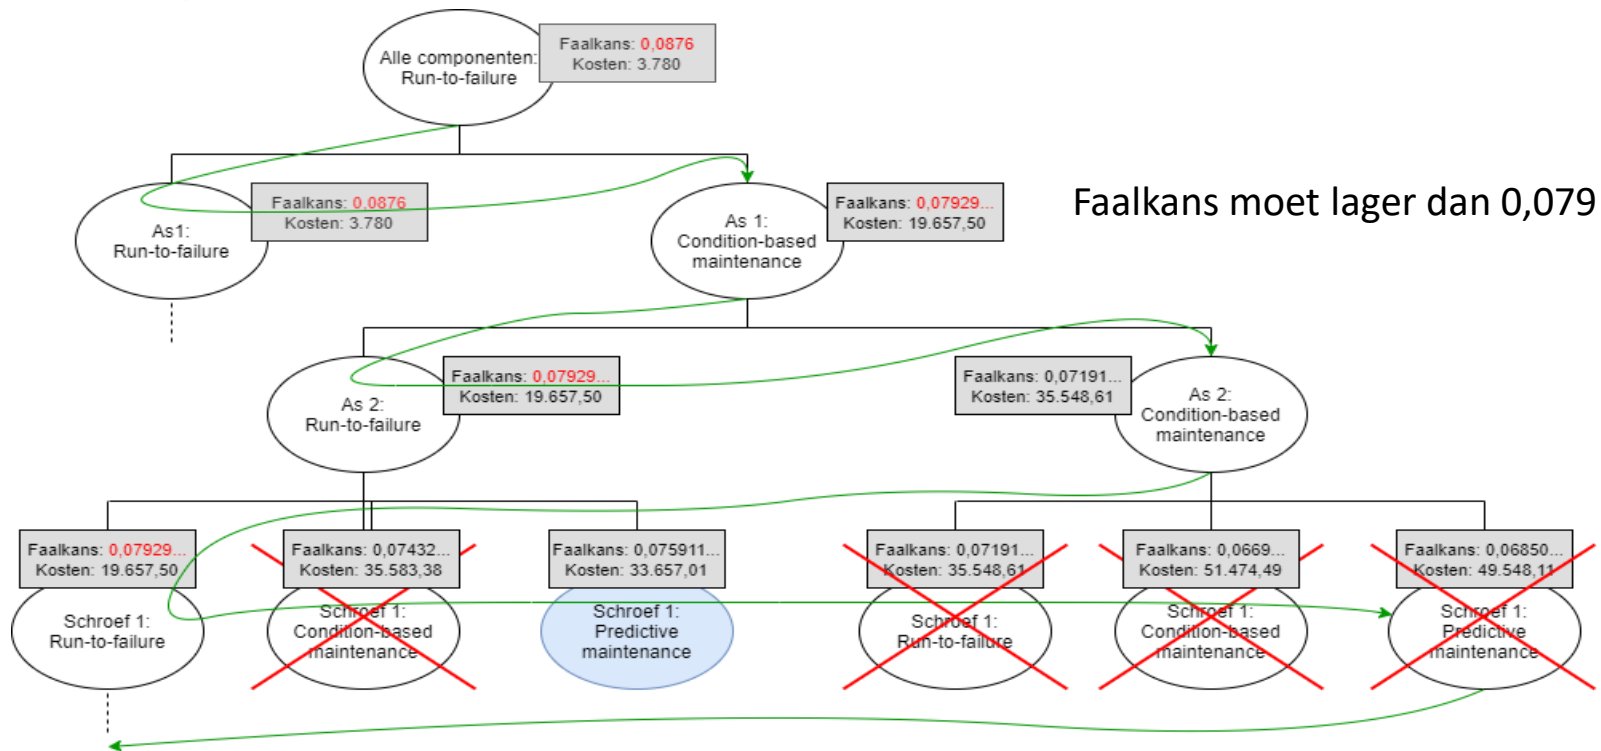 Alle componenten:
Run-to-failure
Faalkans: 0,0876
Kosten: 3.780
As1:
Run-to-failure
Faalkans: 0,0876
Kosten: 3.780
As 1:
Condition-based
maintenance
Faalkans: 0,07929...
Kosten: 19.657,50
Faalkans moet lager dan 0,079
As 2:
Run-to-failure
Faalkans: 0,07929...
Kosten: 19.657,50
Faalkans: 0,07191...
Kosten: 35.548,61
As 2:
Condition-based
maintenance
Faalkans: 0,07929...
Kosten: 19.657,50
Schroef 1:
Run-to-failure
Faalkans: 0,07432...
Kosten: 35.583,38
Schroef 1:
Condition-based
maintenance
Faalkans: 0,075911...
Kosten: 33.657,01
Schroef 1:
Predictive
maintenance
Faalkans: 0,07191...
Kosten: 35.548,61
Schroef 1:
Run-to-failure
Faalkans: 0,0669...
Kosten: 51.474,49
Schroef 1:
Condition-based
maintenance
Faalkans: 0,06850...
Kosten: 49.548,11
Schroef 1:
Predictive
maintenance